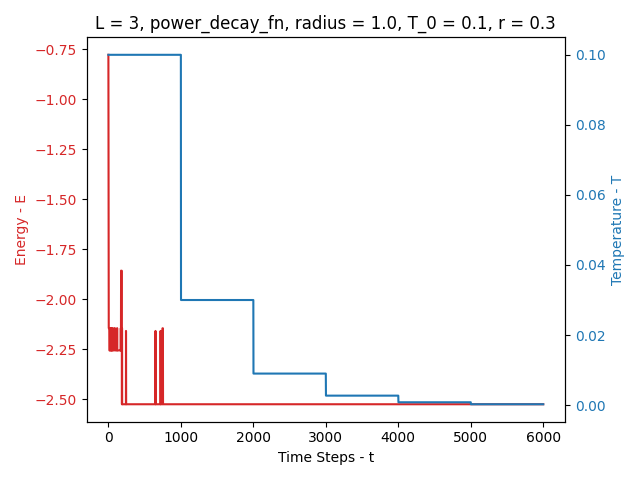 L = 3, power_decay_fn, radius = 1.0, T_0 = 0.1, r = 0.3
Energy - E
−0.75
−1.00
−1.25
−1.50
−1.75
−2.00
−2.25
−2.50
0.10
0.08
0.06
0.04
0.02
0.00
Temperature - T
0 1000 2000 3000 4000 5000 6000
Time Steps - t